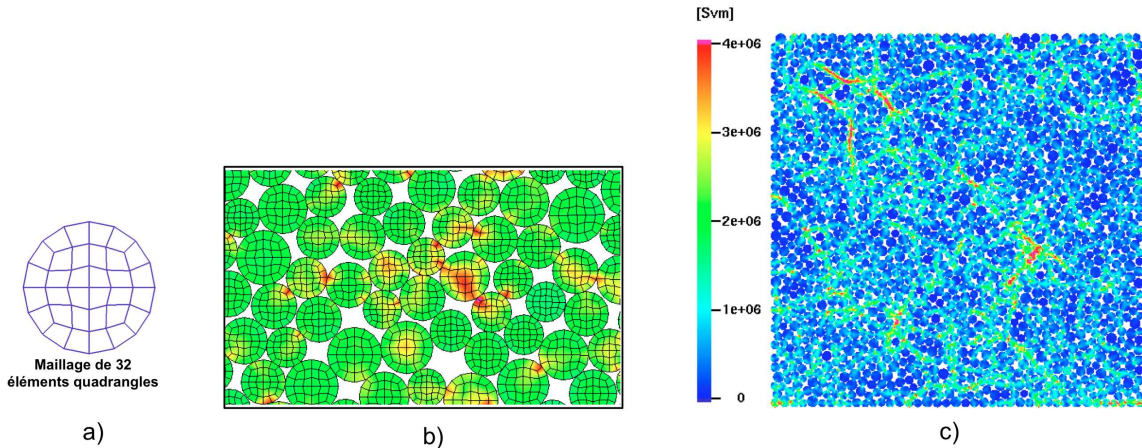 [Svm]
4e+06
3e+06
2e+06
1e+06
0
Maillage de 32
éléments quadrangles
a)
b)
c)